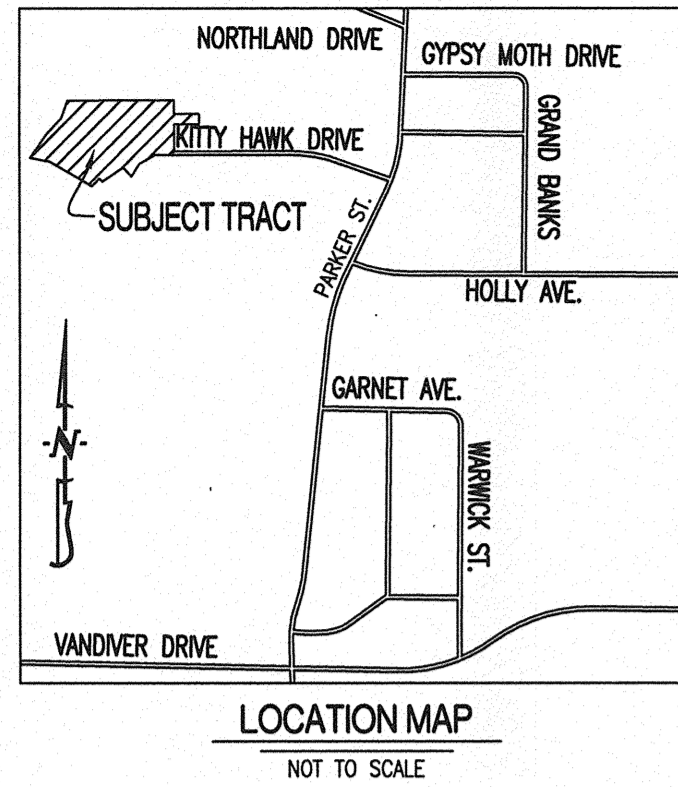 NORTHLAND DRIVE
GYPSY MOTH DRIVE
KITTY HAWK DRIVE
GRAND BANKS
SUBJECT TRACT
PARKER ST.
HOLLY AVE.
GARNET AVE.
-N-
WARWICK ST.
VANDIVER DRIVE
LOCATION MAP
NOT TO SCALE